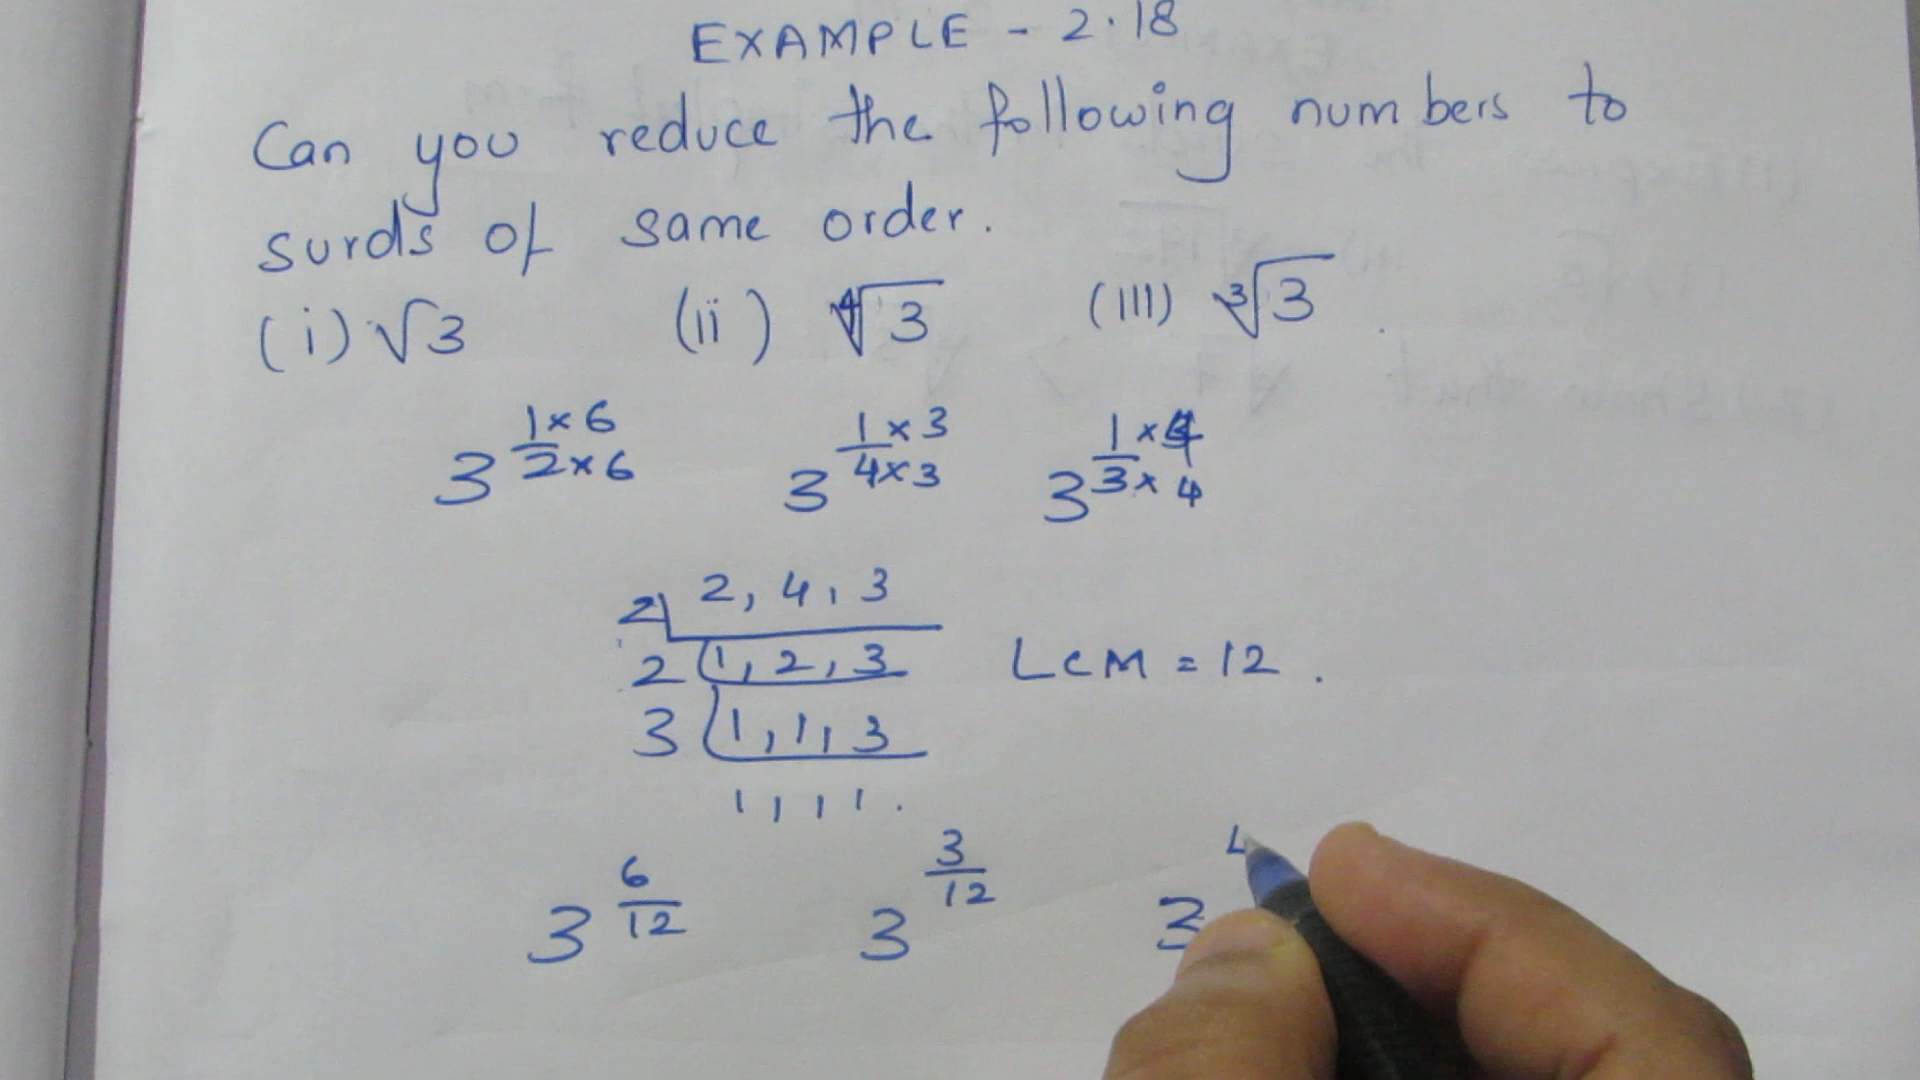 EXAMPLE - 2.18
Can you reduce the following numbers to
surds of same order.
(i) √3 (ii) ∜3 (III) ∛3
3^(1×6/2×6) 3^(1×3/4×3) 3^(1×4/3×4)
2 | 2, 4, 3
2 | 1, 2, 3 LCM = 12.
3 | 1, 1, 3
1, 1, 1.
3^(6/12) 3^(3/12) 3